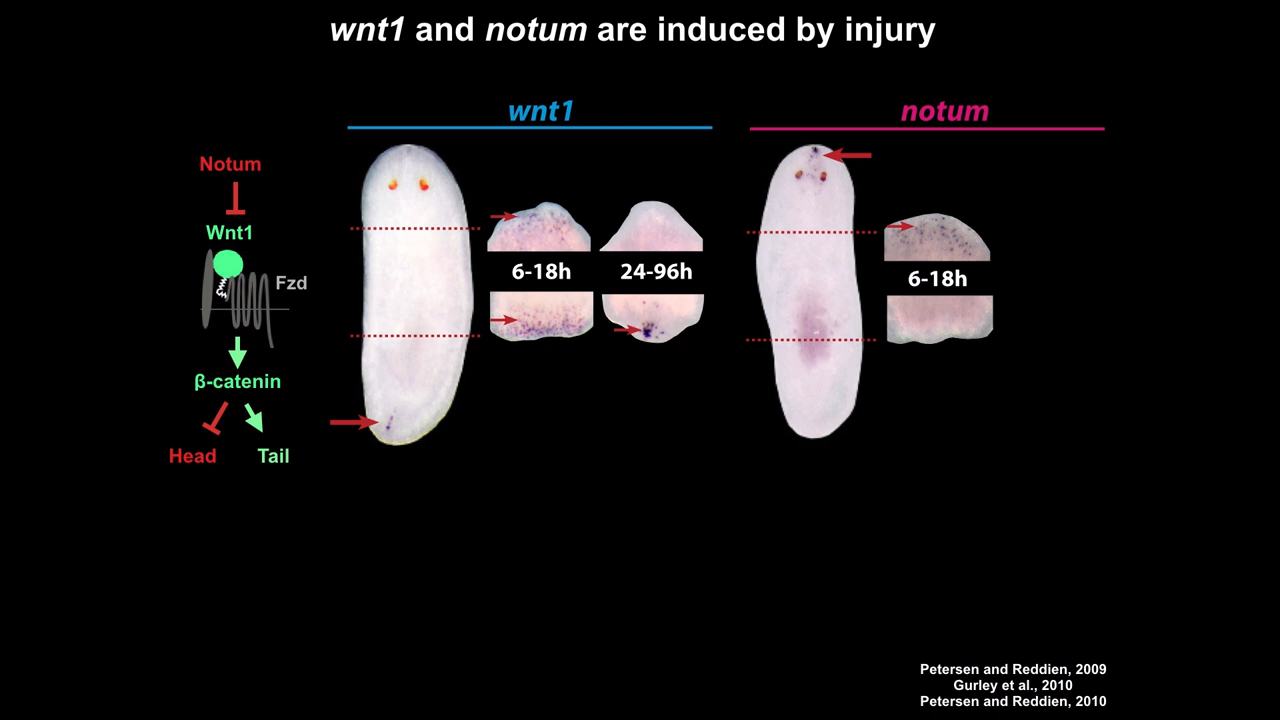 wnt1 and notum are induced by injury
wnt1
notum
Notum
Wnt1
Fzd
β-catenin
Head
Tail
6-18h
24-96h
6-18h
Petersen and Reddien, 2009
Gurley et al., 2010
Petersen and Reddien, 2010